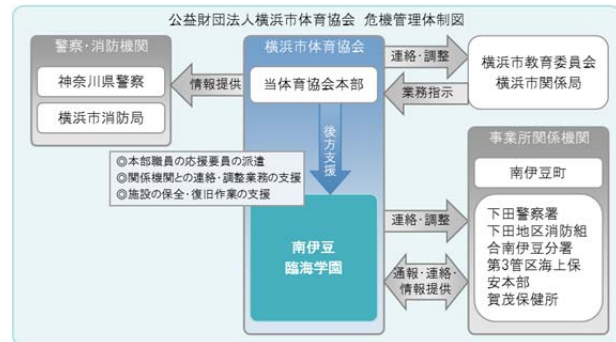 公益財団法人横浜市体育協会 危機管理体制図
警察・消防機関
神奈川県警察
横浜市消防局
情報提供
横浜市体育協会
当体育協会本部
連絡・調整
業務指示
横浜市教育委員会
横浜市関係局
後方支援
◎本部職員の応援要員の派遣
◎関係機関との連絡・調整業務の支援
◎施設の保全・復旧作業の支援
南伊豆
臨海学園
連絡・調整
通報・連絡・
情報提供
事業所関係機関
南伊豆町
下田警察署
下田地区消防組
合南伊豆分署
第3管区海上保
安本部
賀茂保健所